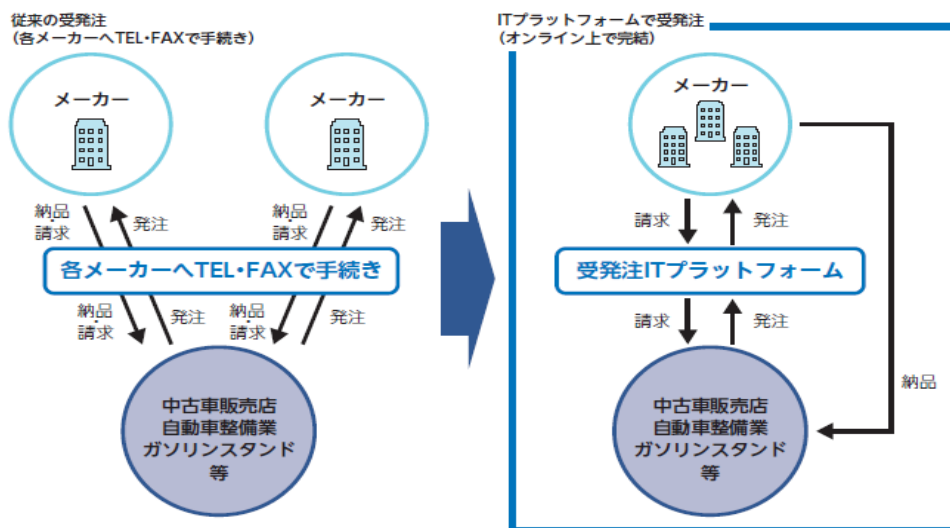 従来の受発注
(各メーカーへTEL・FAXで手続き)
メーカー
メーカー
納品・
請求
発注
納品・
請求
発注
各メーカーへTEL・FAXで手続き
納品・
請求
発注
納品・
請求
発注
中古車販売店
自動車整備業
ガソリンスタンド
等
ITプラットフォームで受発注
(オンライン上で完結)
メーカー
請求
発注
受発注ITプラットフォーム
請求
発注
納品
中古車販売店
自動車整備業
ガソリンスタンド
等